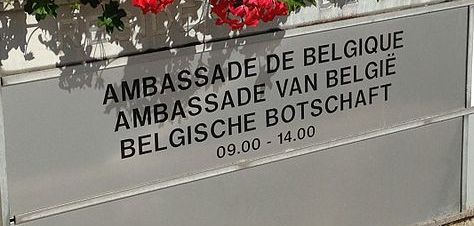 AMBASSADE DE BELGIQUE
AMBASSADE VAN BELGIË
BELGISCHE BOTSCHAFT
09.00 - 14.00